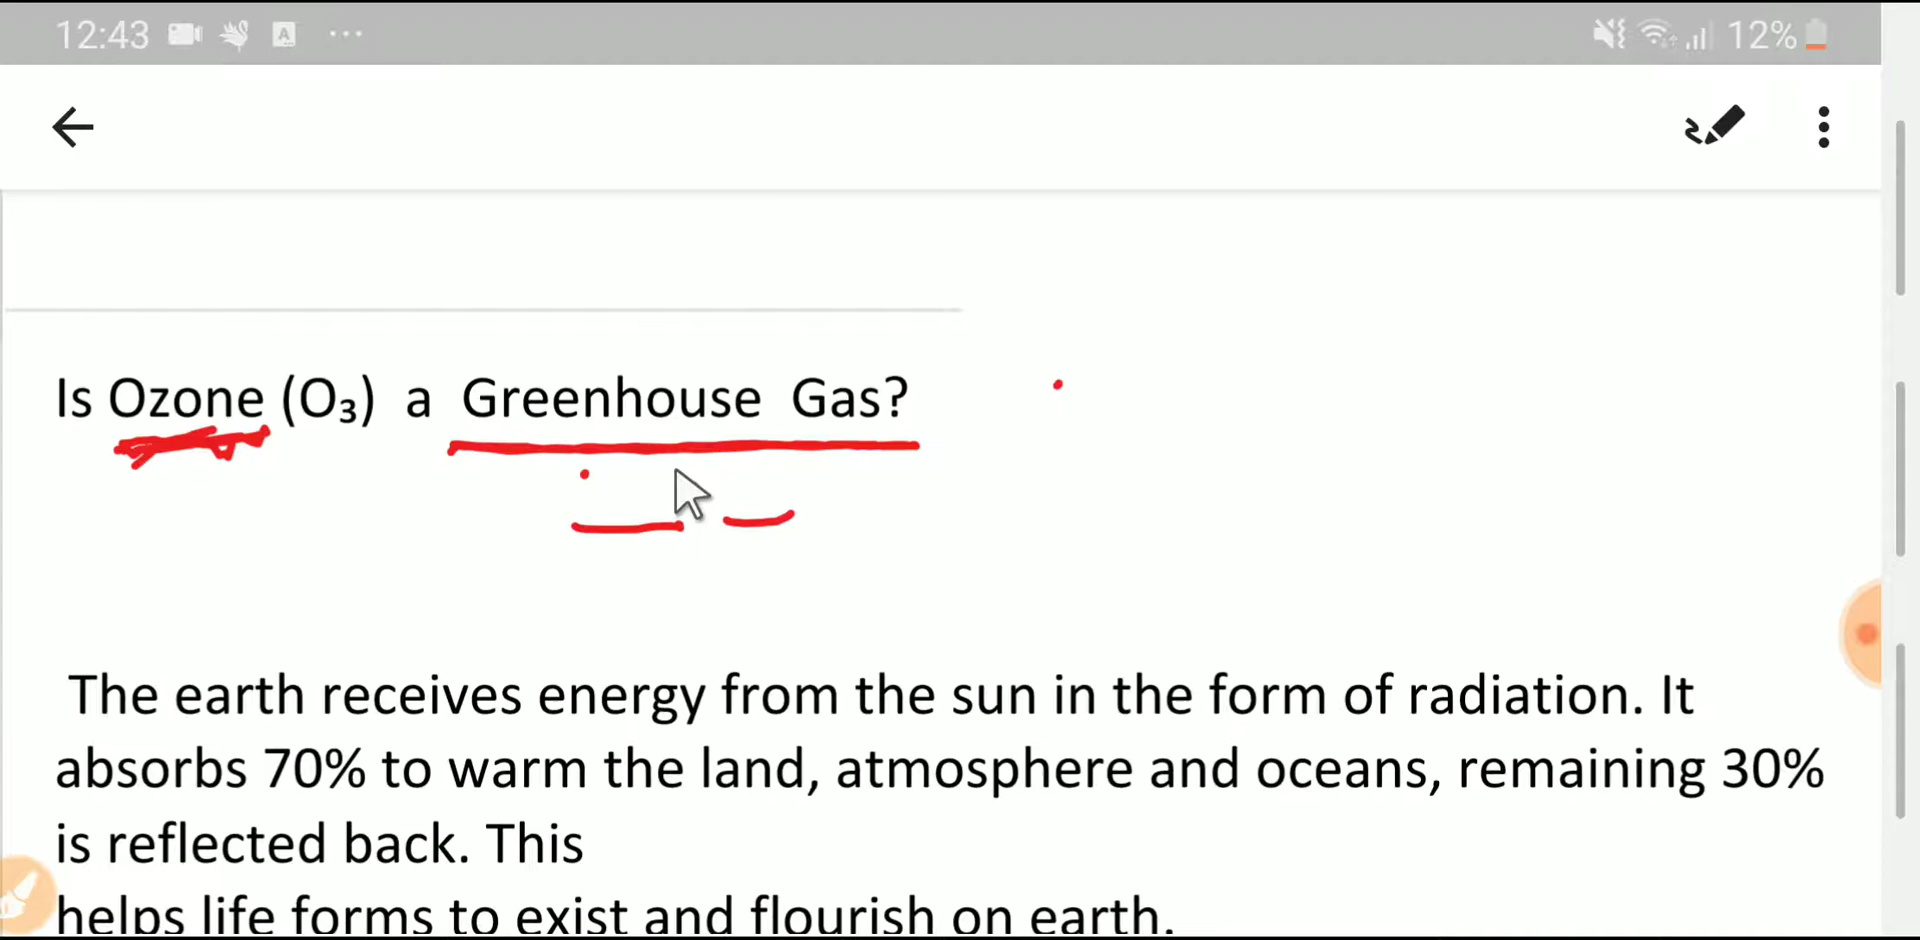 12:43 A ... 12%
Is Ozone (O₃) a Greenhouse Gas?
The earth receives energy from the sun in the form of radiation. It
absorbs 70% to warm the land, atmosphere and oceans, remaining 30%
is reflected back. This
helps life forms to exist and flourish on earth.